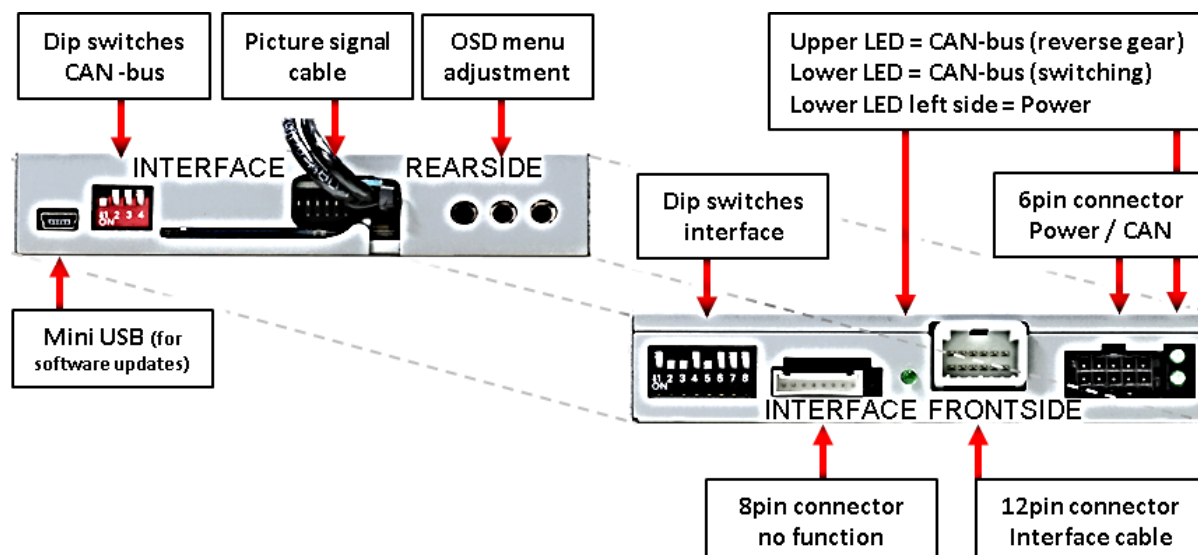 Dip switches
CAN -bus
Picture signal
cable
OSD menu
adjustment
Upper LED = CAN-bus (reverse gear)
Lower LED = CAN-bus (switching)
Lower LED left side = Power
INTERFACE REARSIDE
1 2 3 4
ON
Dip switches
interface
6pin connector
Power / CAN
Mini USB (for
software updates)
1 2 3 4 5 6 7 8
ON
INTERFACE FRONTSIDE
8pin connector
no function
12pin connector
Interface cable